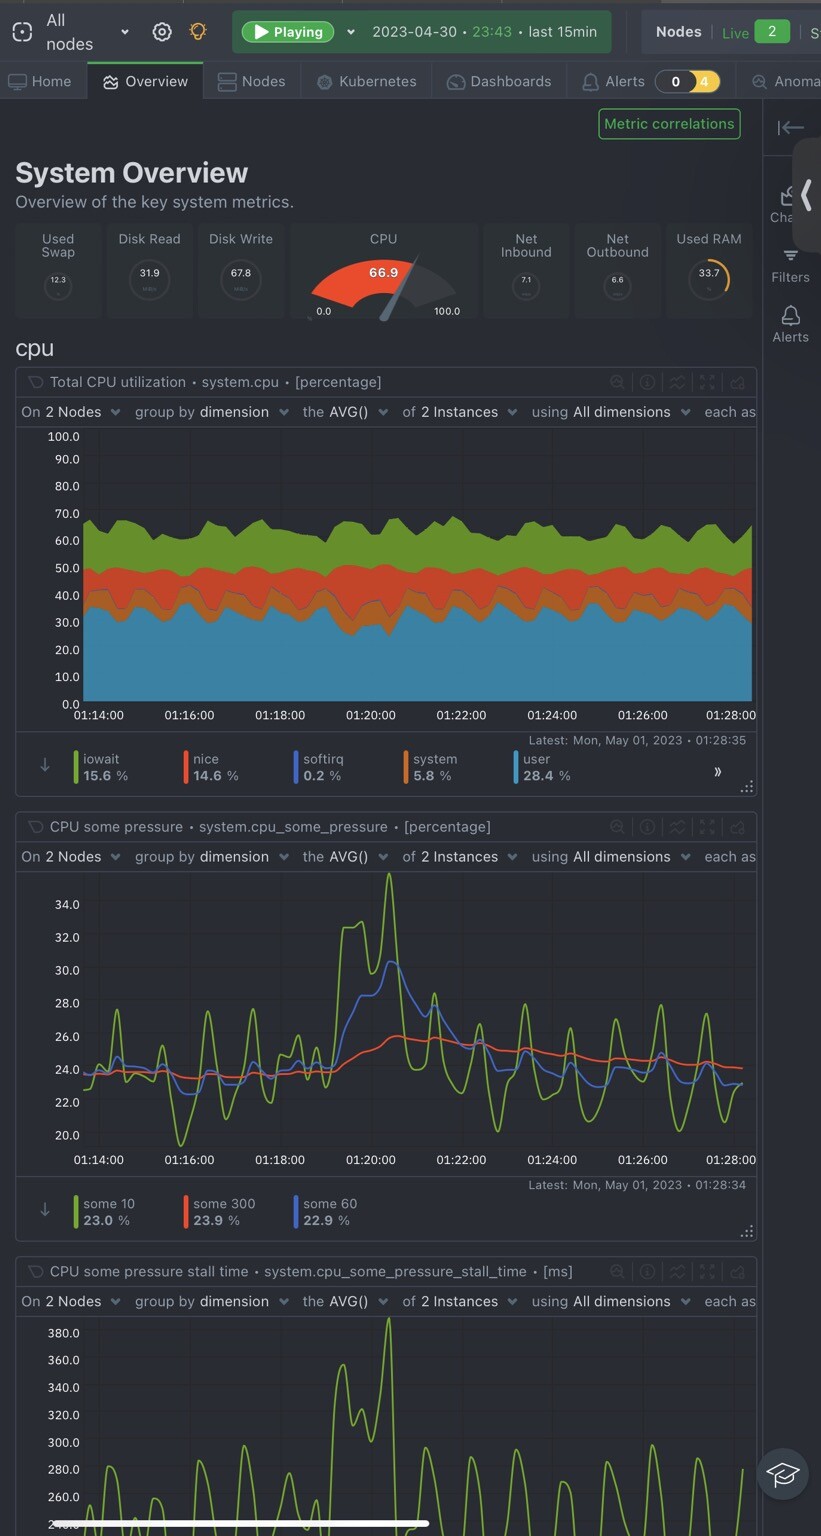 All nodes
Playing
2023-04-30 • 23:43 • last 15min
Nodes Live 2
Home
Overview
Nodes
Kubernetes
Dashboards
Alerts 0 4
Anoma
Metric correlations
System Overview
Overview of the key system metrics.
Used Swap
12.3
Disk Read
31.9
Disk Write
67.8
CPU
66.9
0.0
100.0
Net Inbound
7.1
Net Outbound
6.6
Used RAM
33.7
Cha
Filters
Alerts
cpu
Total CPU utilization • system.cpu • [percentage]
On 2 Nodes group by dimension the AVG() of 2 Instances using All dimensions each as
100.0
90.0
80.0
70.0
60.0
50.0
40.0
30.0
20.0
10.0
0.0
01:14:00 01:16:00 01:18:00 01:20:00 01:22:00 01:24:00 01:26:00 01:28:00
Latest: Mon, May 01, 2023 • 01:28:35
iowait nice softirq system user
15.6 % 14.6 % 0.2 % 5.8 % 28.4 %
»
CPU some pressure • system.cpu_some_pressure • [percentage]
On 2 Nodes group by dimension the AVG() of 2 Instances using All dimensions each as
34.0
32.0
30.0
28.0
26.0
24.0
22.0
20.0
01:14:00 01:16:00 01:18:00 01:20:00 01:22:00 01:24:00 01:26:00 01:28:00
Latest: Mon, May 01, 2023 • 01:28:34
some 10 some 300 some 60
23.0 % 23.9 % 22.9 %
CPU some pressure stall time • system.cpu_some_pressure_stall_time • [ms]
On 2 Nodes group by dimension the AVG() of 2 Instances using All dimensions each as
380.0
360.0
340.0
320.0
300.0
280.0
260.0